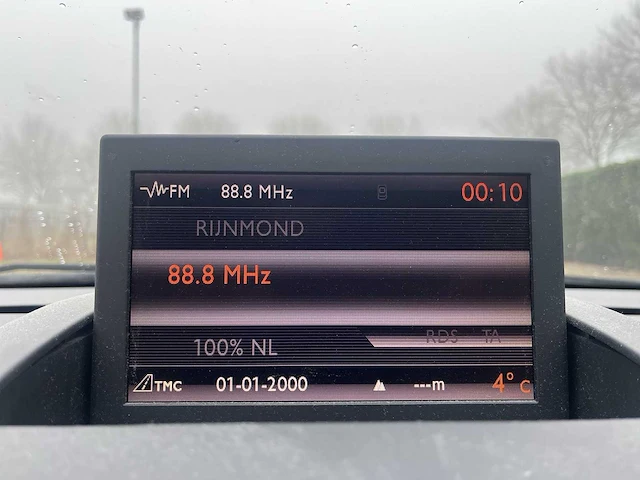 FM 88.8 MHz 00:10
RIJNMOND
88.8 MHz
RDS TA
100% NL
TMC 01-01-2000 ---m 4° C